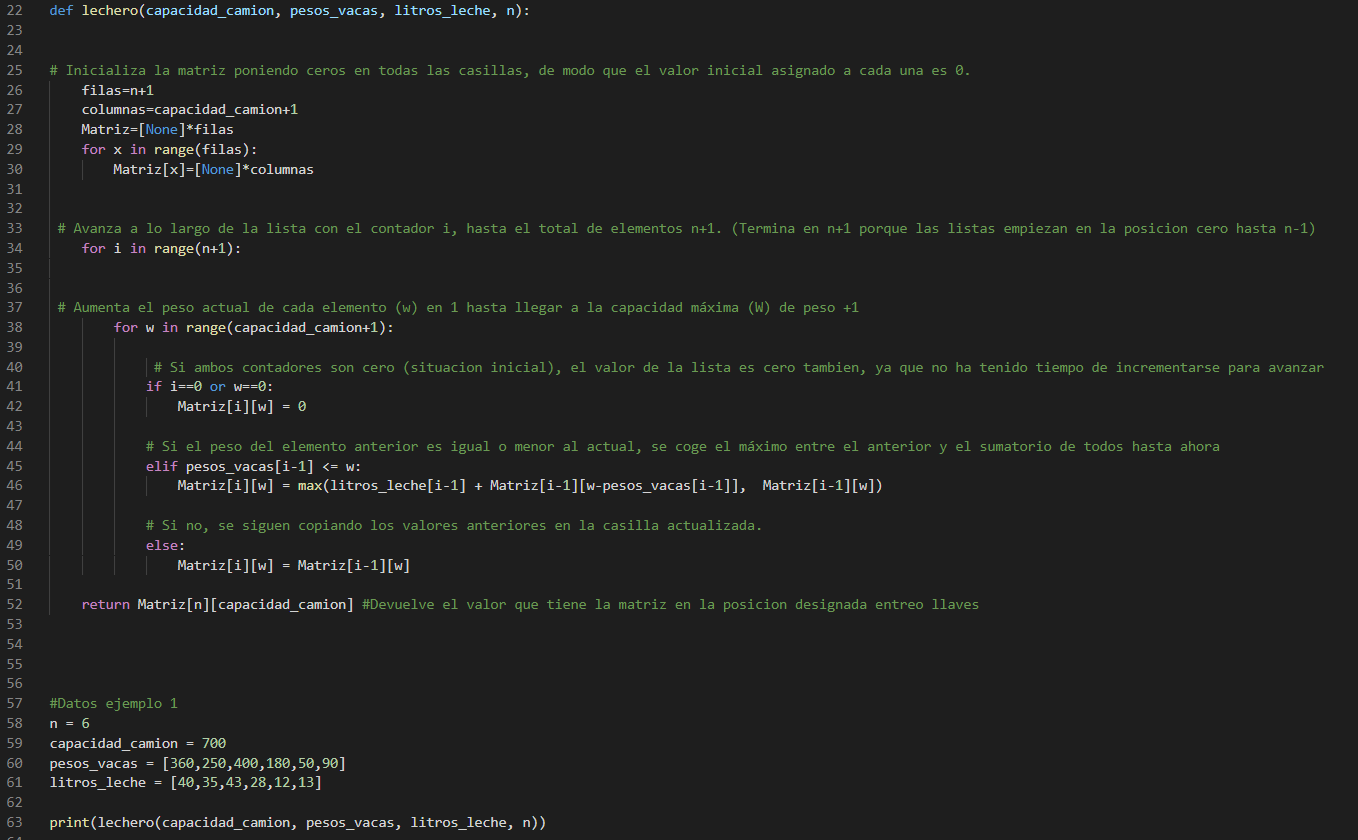 22 def lechero(capacidad_camion, pesos_vacas, litros_leche, n):
23
24
25 # Inicializa la matriz poniendo ceros en todas las casillas, de modo que el valor inicial asignado a cada una es 0.
26     filas=n+1
27     columnas=capacidad_camion+1
28     Matriz=[None]*filas
29     for x in range(filas):
30         Matriz[x]=[None]*columnas
31
32
33  # Avanza a lo largo de la lista con el contador i, hasta el total de elementos n+1. (Termina en n+1 porque las listas empiezan en la posicion cero hasta n-1)
34     for i in range(n+1):
35
36
37  # Aumenta el peso actual de cada elemento (w) en 1 hasta llegar a la capacidad máxima (W) de peso +1
38         for w in range(capacidad_camion+1):
39
40              # Si ambos contadores son cero (situacion inicial), el valor de la lista es cero tambien, ya que no ha tenido tiempo de incrementarse para avanzar
41             if i==0 or w==0:
42                 Matriz[i][w] = 0
43
44             # Si el peso del elemento anterior es igual o menor al actual, se coge el máximo entre el anterior y el sumatorio de todos hasta ahora
45             elif pesos_vacas[i-1] <= w:
46                 Matriz[i][w] = max(litros_leche[i-1] + Matriz[i-1][w-pesos_vacas[i-1]],  Matriz[i-1][w])
47
48             # Si no, se siguen copiando los valores anteriores en la casilla actualizada.
49             else:
50                 Matriz[i][w] = Matriz[i-1][w]
51
52     return Matriz[n][capacidad_camion] #Devuelve el valor que tiene la matriz en la posicion designada entreo llaves
53
54
55
56
57 #Datos ejemplo 1
58 n = 6
59 capacidad_camion = 700
60 pesos_vacas = [360,250,400,180,50,90]
61 litros_leche = [40,35,43,28,12,13]
62
63 print(lechero(capacidad_camion, pesos_vacas, litros_leche, n))